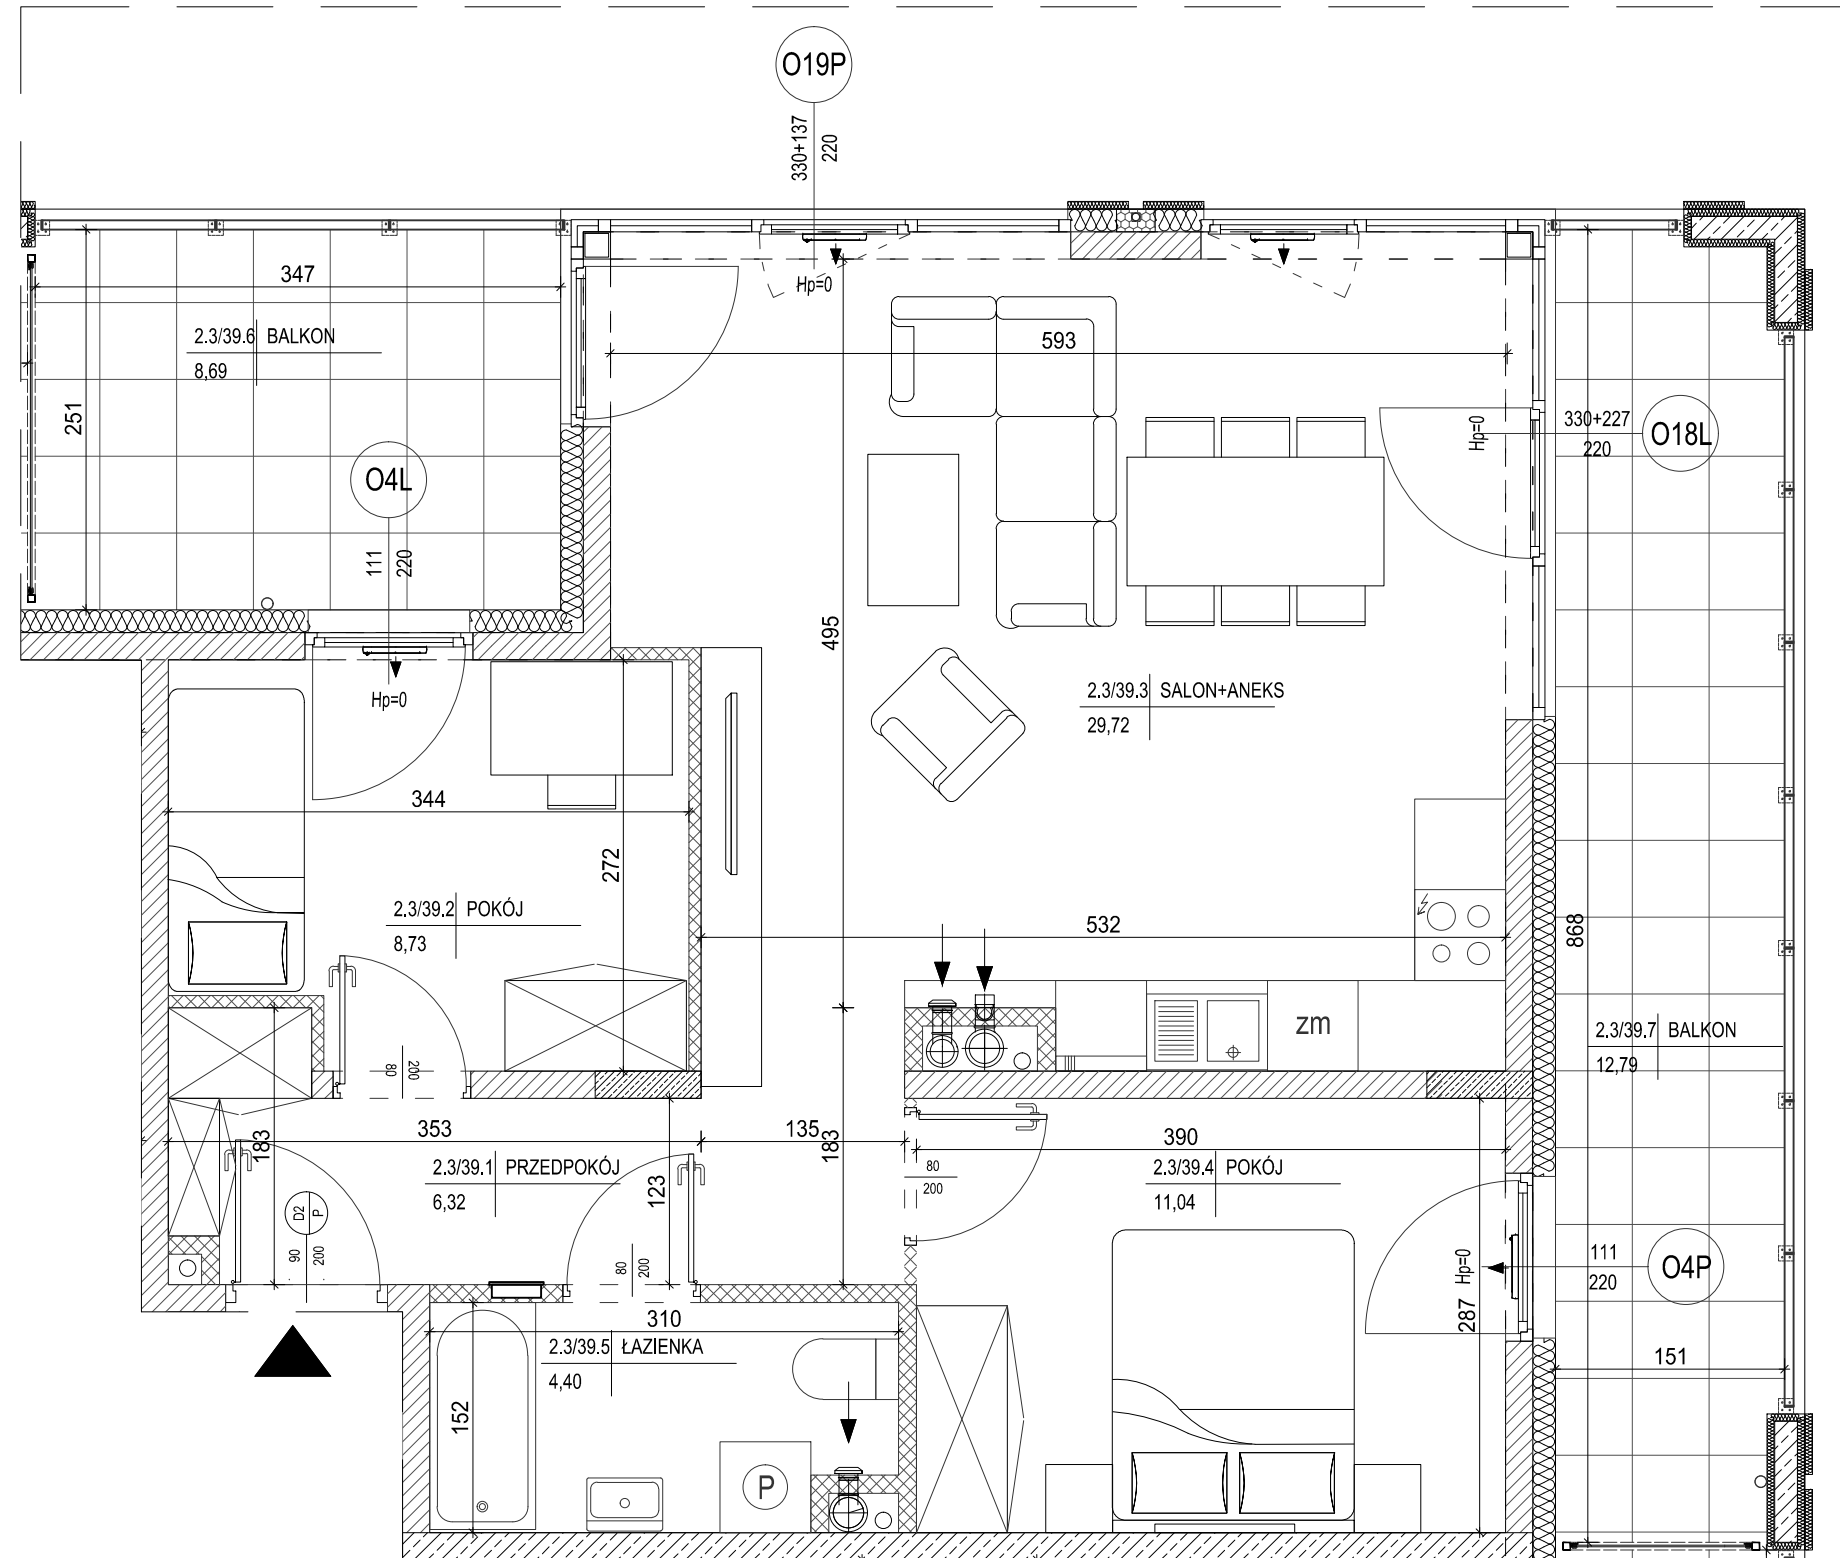 O19P
330+137
220
347
Hp=0
2.3/39.6 BALKON
8,69
593
251
O4L
111
220
Hp=0
330+227
220
O18L
Hp=0
495
2.3/39.3 SALON+ANEKS
29,72
344
272
2.3/39.2 POKÓJ
8,73
532
868
zm
2.3/39.7 BALKON
12,79
80
200
183
353
135
183
390
2.3/39.1 PRZEDPOKÓJ
6,32
123
80
200
2.3/39.4 POKÓJ
11,04
D2
P
90
200
80
200
Hp=0
111
220
O4P
287
310
2.3/39.5 ŁAZIENKA
4,40
152
151
P